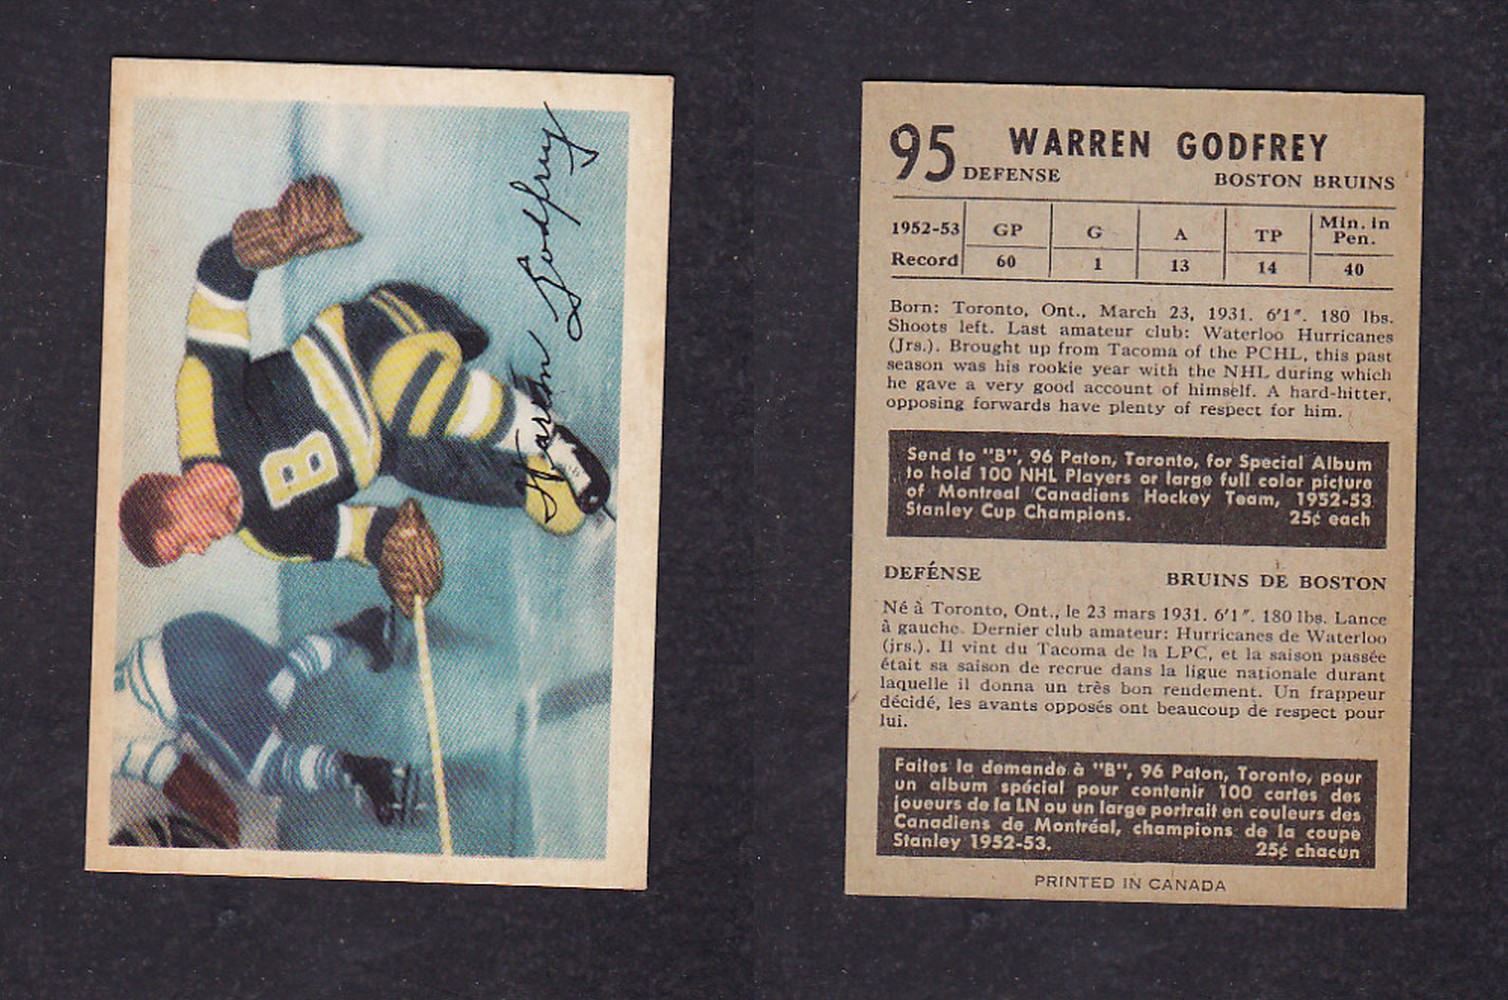 Warren Godfrey
B
95 WARREN GODFREY
DEFENSE BOSTON BRUINS
1952-53 GP G A TP Min. in Pen.
Record 60 1 13 14 40
Born: Toronto, Ont., March 23, 1931. 6'1". 180 lbs.
Shoots left. Last amateur club: Waterloo Hurricanes
(Jrs.). Brought up from Tacoma of the PCHL, this past
season was his rookie year with the NHL during which
he gave a very good account of himself. A hard-hitter,
opposing forwards have plenty of respect for him.
Send to "B", 96 Paton, Toronto, for Special Album
to hold 100 NHL Players or large full color picture
of Montreal Canadiens Hockey Team, 1952-53
Stanley Cup Champions. 25¢ each
DEFÉNSE BRUINS DE BOSTON
Né à Toronto, Ont., le 23 mars 1931. 6'1". 180 lbs. Lance
à gauche. Dernier club amateur: Hurricanes de Waterloo
(jrs.). Il vint du Tacoma de la LPC, et la saison passée
était sa saison de recrue dans la ligue nationale durant
laquelle il donna un très bon rendement. Un frappeur
décidé, les avants opposés ont beaucoup de respect pour
lui.
Faites la demande à "B", 96 Paton, Toronto, pour
un album spécial pour contenir 100 cartes des
joueurs de la LN ou un large portrait en couleurs des
Canadiens de Montréal, champions de la coupe
Stanley 1952-53. 25¢ chacun
PRINTED IN CANADA